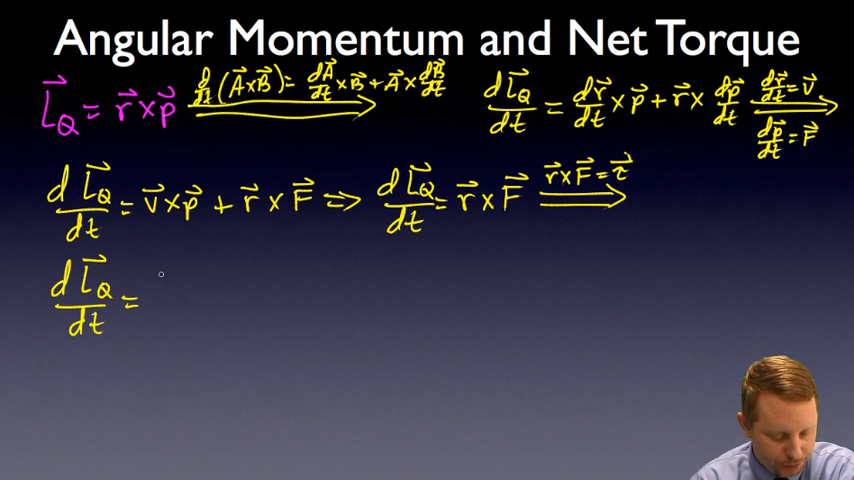 Angular Momentum and Net Torque
L⃗_Q = r⃗ × p⃗ d/dt (A⃗ × B⃗) = dA⃗/dt × B⃗ + A⃗ × dB⃗/dt ⇒ dL⃗_Q/dt = dr⃗/dt × p⃗ + r⃗ × dp⃗/dt dr⃗/dt = v⃗ dp⃗/dt = F⃗ ⇒
dL⃗_Q/dt = v⃗ × p⃗ + r⃗ × F⃗ ⇒ dL⃗_Q/dt = r⃗ × F⃗ r⃗ × F⃗ = τ⃗ ⇒
dL⃗_Q/dt =